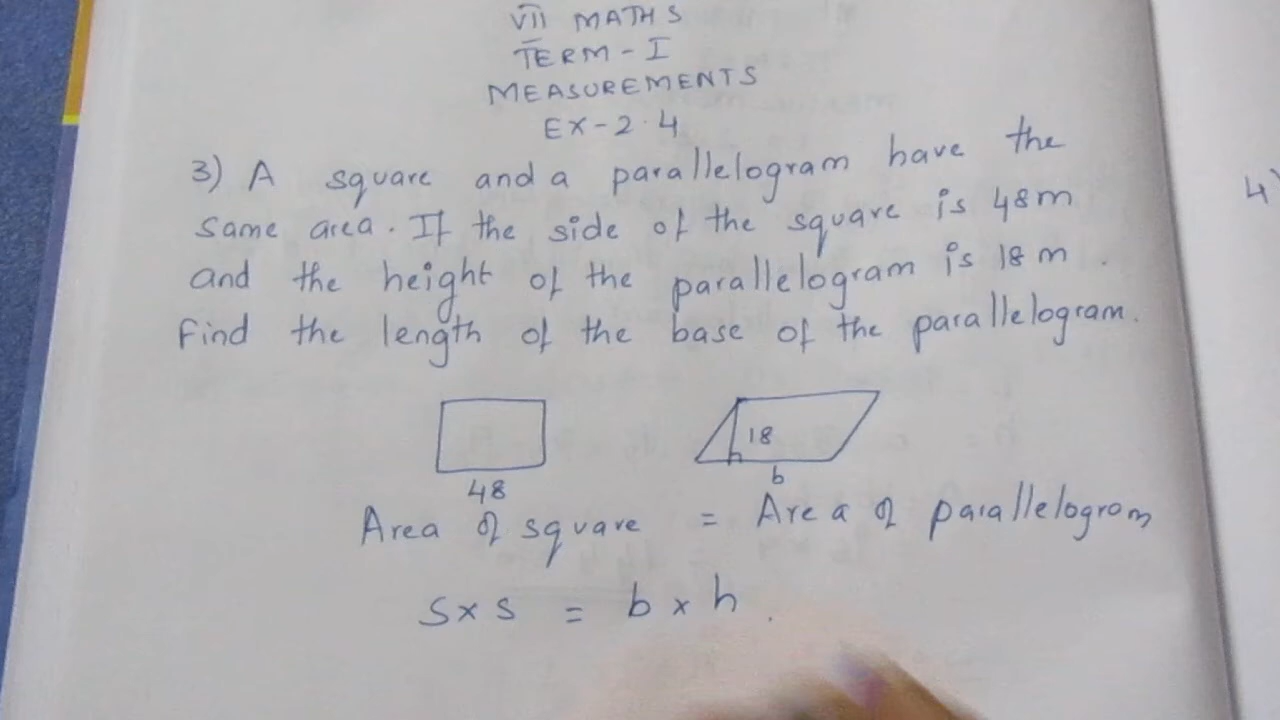 VII MATHS
TERM - I
MEASUREMENTS
EX-2.4
3) A square and a parallelogram have the
same area. If the side of the square is 48m
and the height of the parallelogram is 18m.
Find the length of the base of the parallelogram.
18
48
b
Area of square = Area of parallelogram
s x s = b x h.
4)